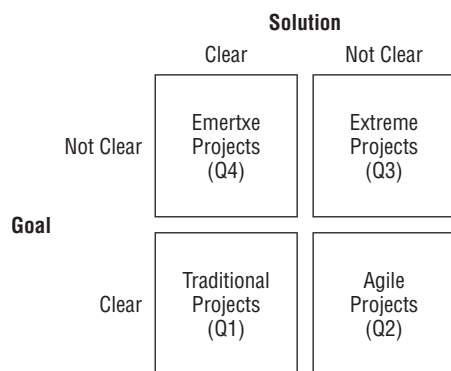 Solution
Clear Not Clear
Not Clear
Emertxe
Projects
(Q4)
Extreme
Projects
(Q3)
Goal
Clear
Traditional
Projects
(Q1)
Agile
Projects
(Q2)